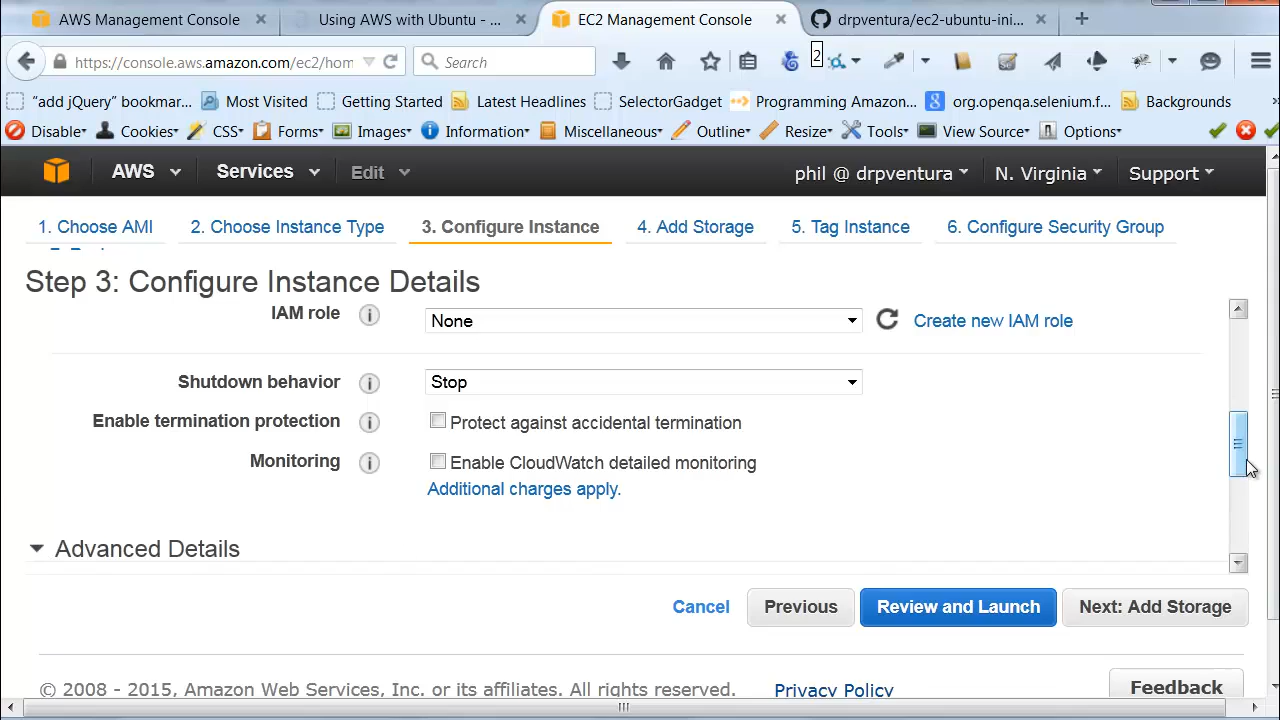 AWS Management Console
Using AWS with Ubuntu - ...
EC2 Management Console
drpventura/ec2-ubuntu-ini...
https://console.aws.amazon.com/ec2/hom
Search
2
"add jQuery" bookmar...
Most Visited
Getting Started
Latest Headlines
SelectorGadget
Programming Amazon...
org.openqa.selenium.f...
Backgrounds
Disable
Cookies
CSS
Forms
Images
Information
Miscellaneous
Outline
Resize
Tools
View Source
Options
AWS
Services
Edit
phil @ drpventura
N. Virginia
Support
1. Choose AMI
2. Choose Instance Type
3. Configure Instance
4. Add Storage
5. Tag Instance
6. Configure Security Group
Step 3: Configure Instance Details
IAM role
None
Create new IAM role
Shutdown behavior
Stop
Enable termination protection
Protect against accidental termination
Monitoring
Enable CloudWatch detailed monitoring
Additional charges apply.
Advanced Details
Cancel
Previous
Review and Launch
Next: Add Storage
© 2008 - 2015, Amazon Web Services, Inc. or its affiliates. All rights reserved.
Privacy Policy
Feedback